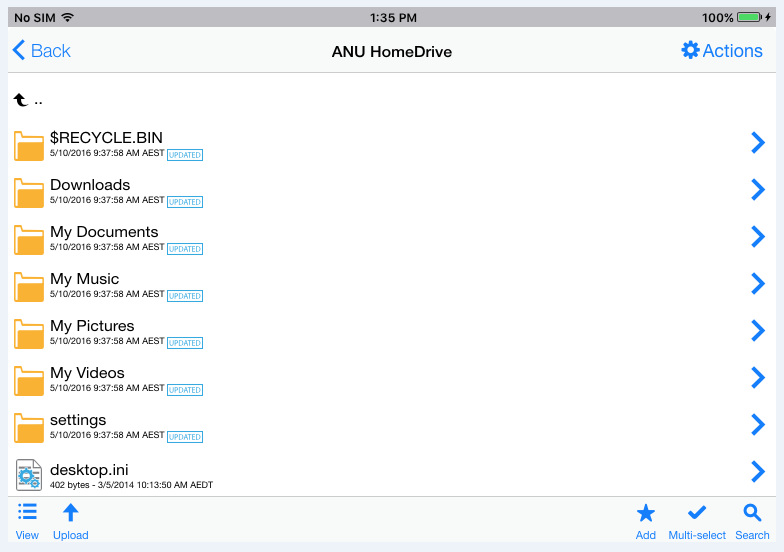 No SIM 1:35 PM 100%
Back ANU HomeDrive Actions
..
$RECYCLE.BIN
5/10/2016 9:37:58 AM AEST UPDATED
Downloads
5/10/2016 9:37:58 AM AEST UPDATED
My Documents
5/10/2016 9:37:58 AM AEST UPDATED
My Music
5/10/2016 9:37:58 AM AEST UPDATED
My Pictures
5/10/2016 9:37:58 AM AEST UPDATED
My Videos
5/10/2016 9:37:58 AM AEST UPDATED
settings
5/10/2016 9:37:58 AM AEST UPDATED
desktop.ini
402 bytes - 3/5/2014 10:13:50 AM AEDT
View Upload Add Multi-select Search